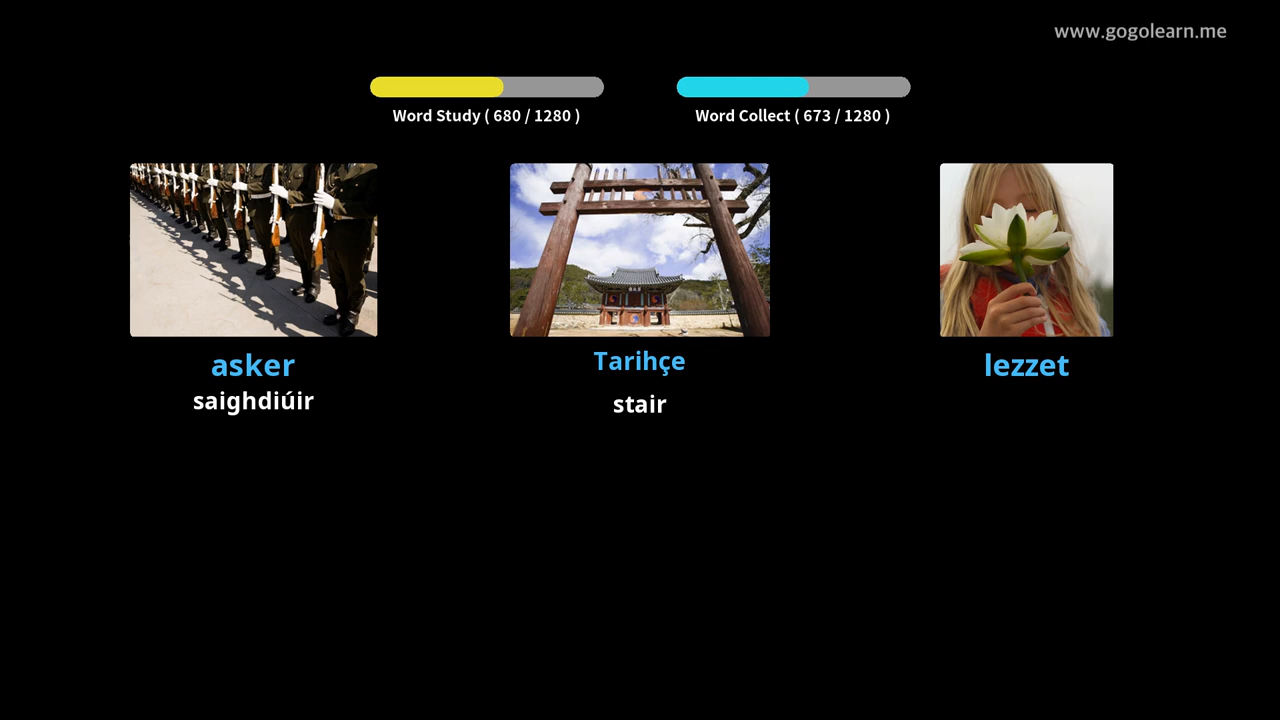 www.gogolearn.me
Word Study ( 680 / 1280 )
Word Collect ( 673 / 1280 )
asker
saighdiúir
Tarihçe
stair
lezzet